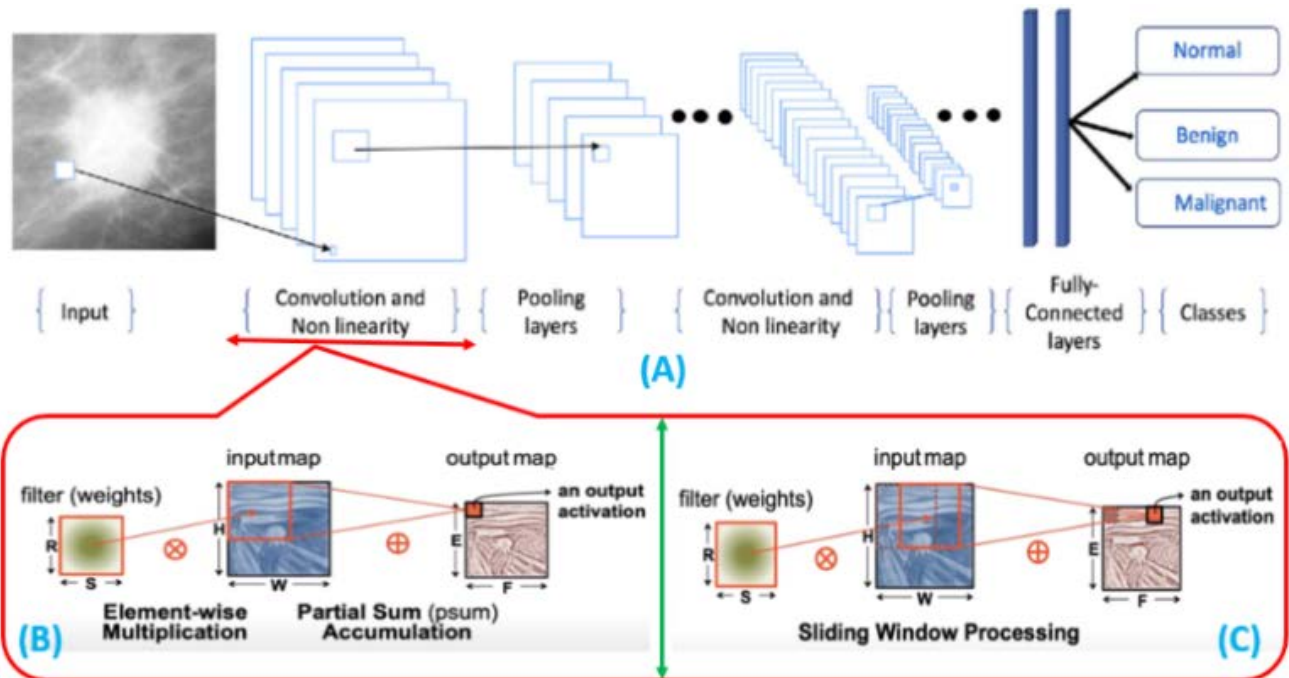 Normal
Benign
Malignant
Input
Convolution and
Non linearity
Pooling
layers
Convolution and
Non linearity
Pooling
layers
Fully-
Connected
layers
Classes
(A)
filter (weights)
R
S
input map
H
W
output map
E
F
an output
activation
Element-wise
Multiplication
Partial Sum (psum)
Accumulation
(B)
filter (weights)
R
S
input map
H
W
output map
E
F
an output
activation
Sliding Window Processing
(C)